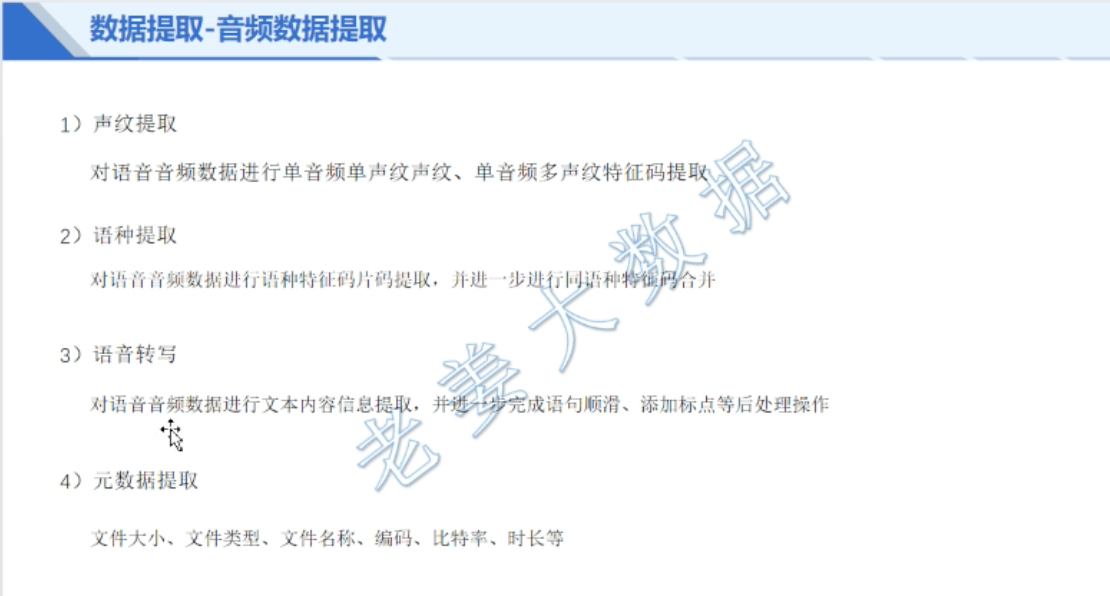 数据提取-音频数据提取
1）声纹提取
对语音音频数据进行单音频单声纹声纹、单音频多声纹特征码提取
2）语种提取
对语音音频数据进行语种特征码片码提取，并进一步进行同语种特征码合并
3）语音转写
对语音音频数据进行文本内容信息提取，并进一步完成语句顺滑、添加标点等后处理操作
4）元数据提取
文件大小、文件类型、文件名称、编码、比特率、时长等
老姜大数据